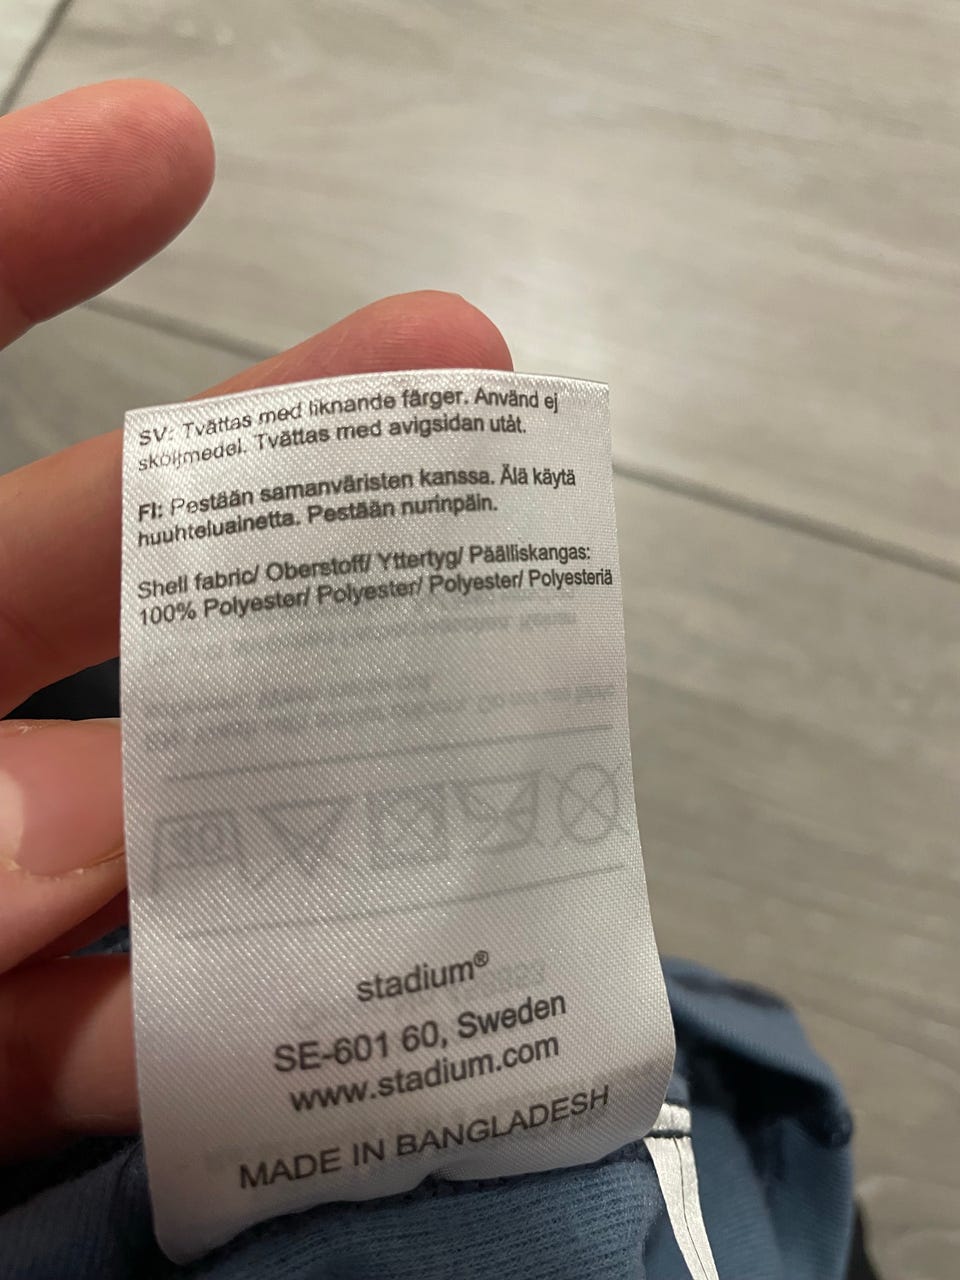 SV: Tvättas med liknande färger. Använd ej
sköljmedel. Tvättas med avigsidan utåt.
FI: Pestään samanväristen kanssa. Älä käytä
huuhteluainetta. Pestään nurinpäin.
Shell fabric/ Oberstoff/ Yttertyg/ Päälliskangas:
100% Polyester/ Polyester/ Polyester/ Polyesteriä
stadium®
SE-601 60, Sweden
www.stadium.com
MADE IN BANGLADESH